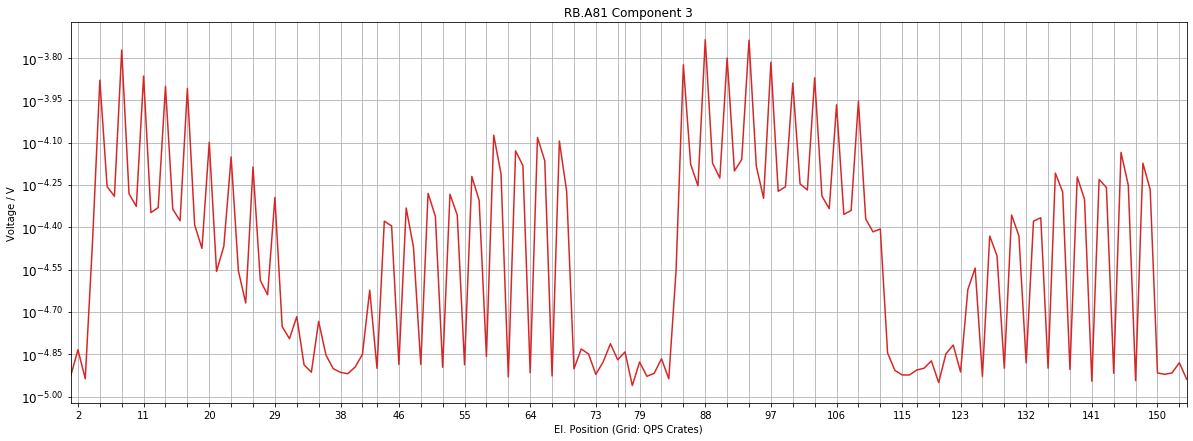 RB.A81 Component 3
Voltage / V
10^−3.80
10^−3.95
10^−4.10
10^−4.25
10^−4.40
10^−4.55
10^−4.70
10^−4.85
10^−5.00
2 11 20 29 38 46 55 64 73 79 88 97 106 115 123 132 141 150
El. Position (Grid: QPS Crates)